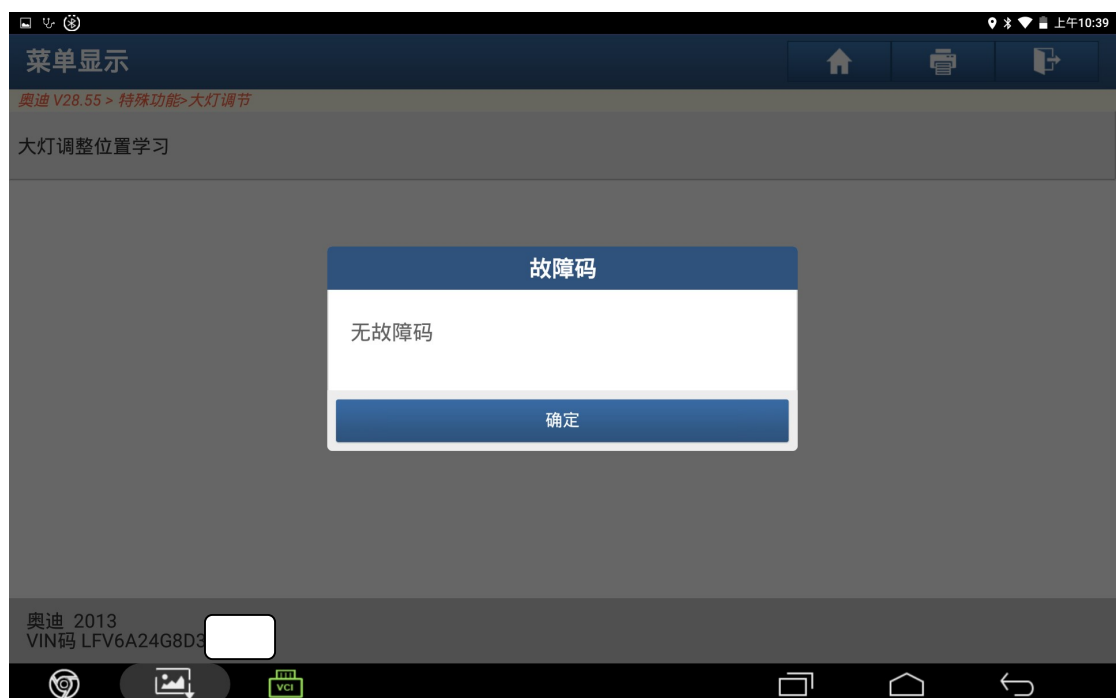 上午10:39
菜单显示
奥迪 V28.55 > 特殊功能>大灯调节
大灯调整位置学习
故障码
无故障码
确定
奥迪 2013
VIN码 LFV6A24G8D3
VCI